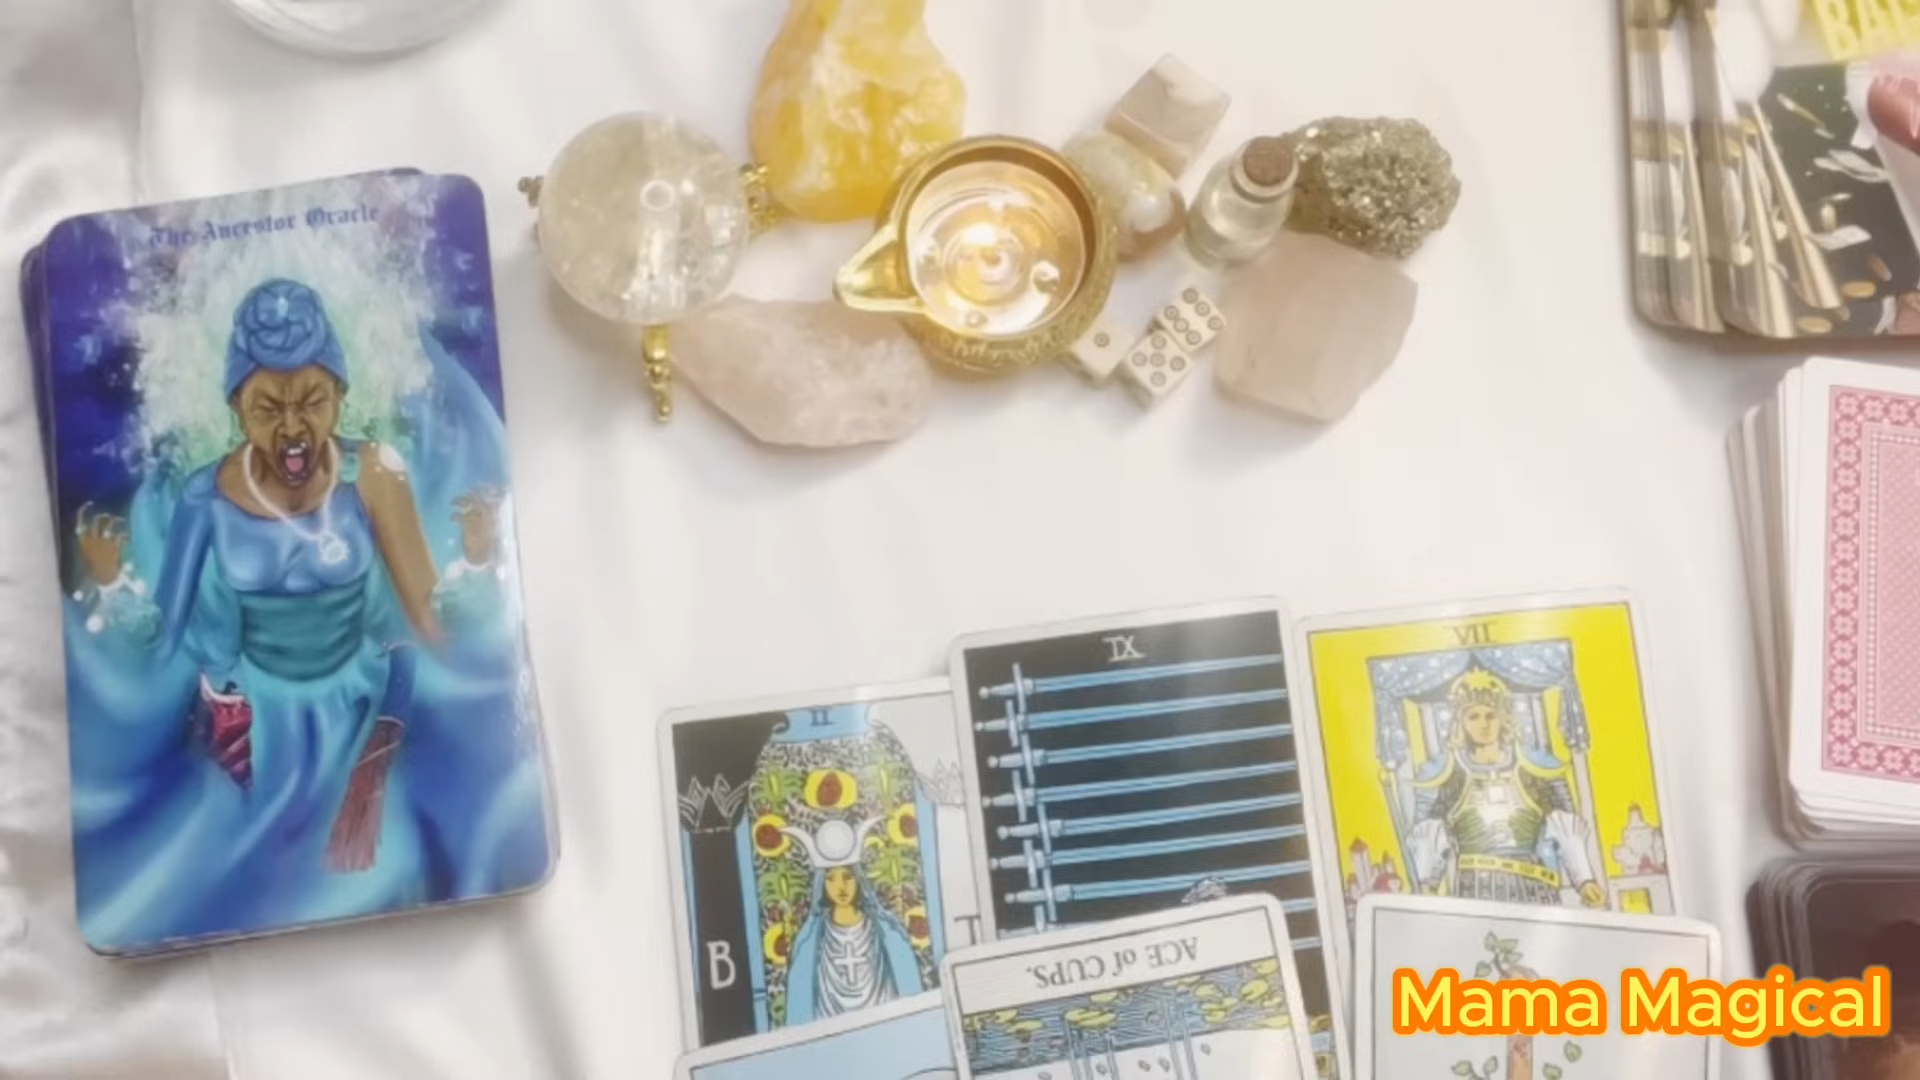 The Ancestor Oracle
II
IX
VII
B
ACE of CUPS.
Mama Magical